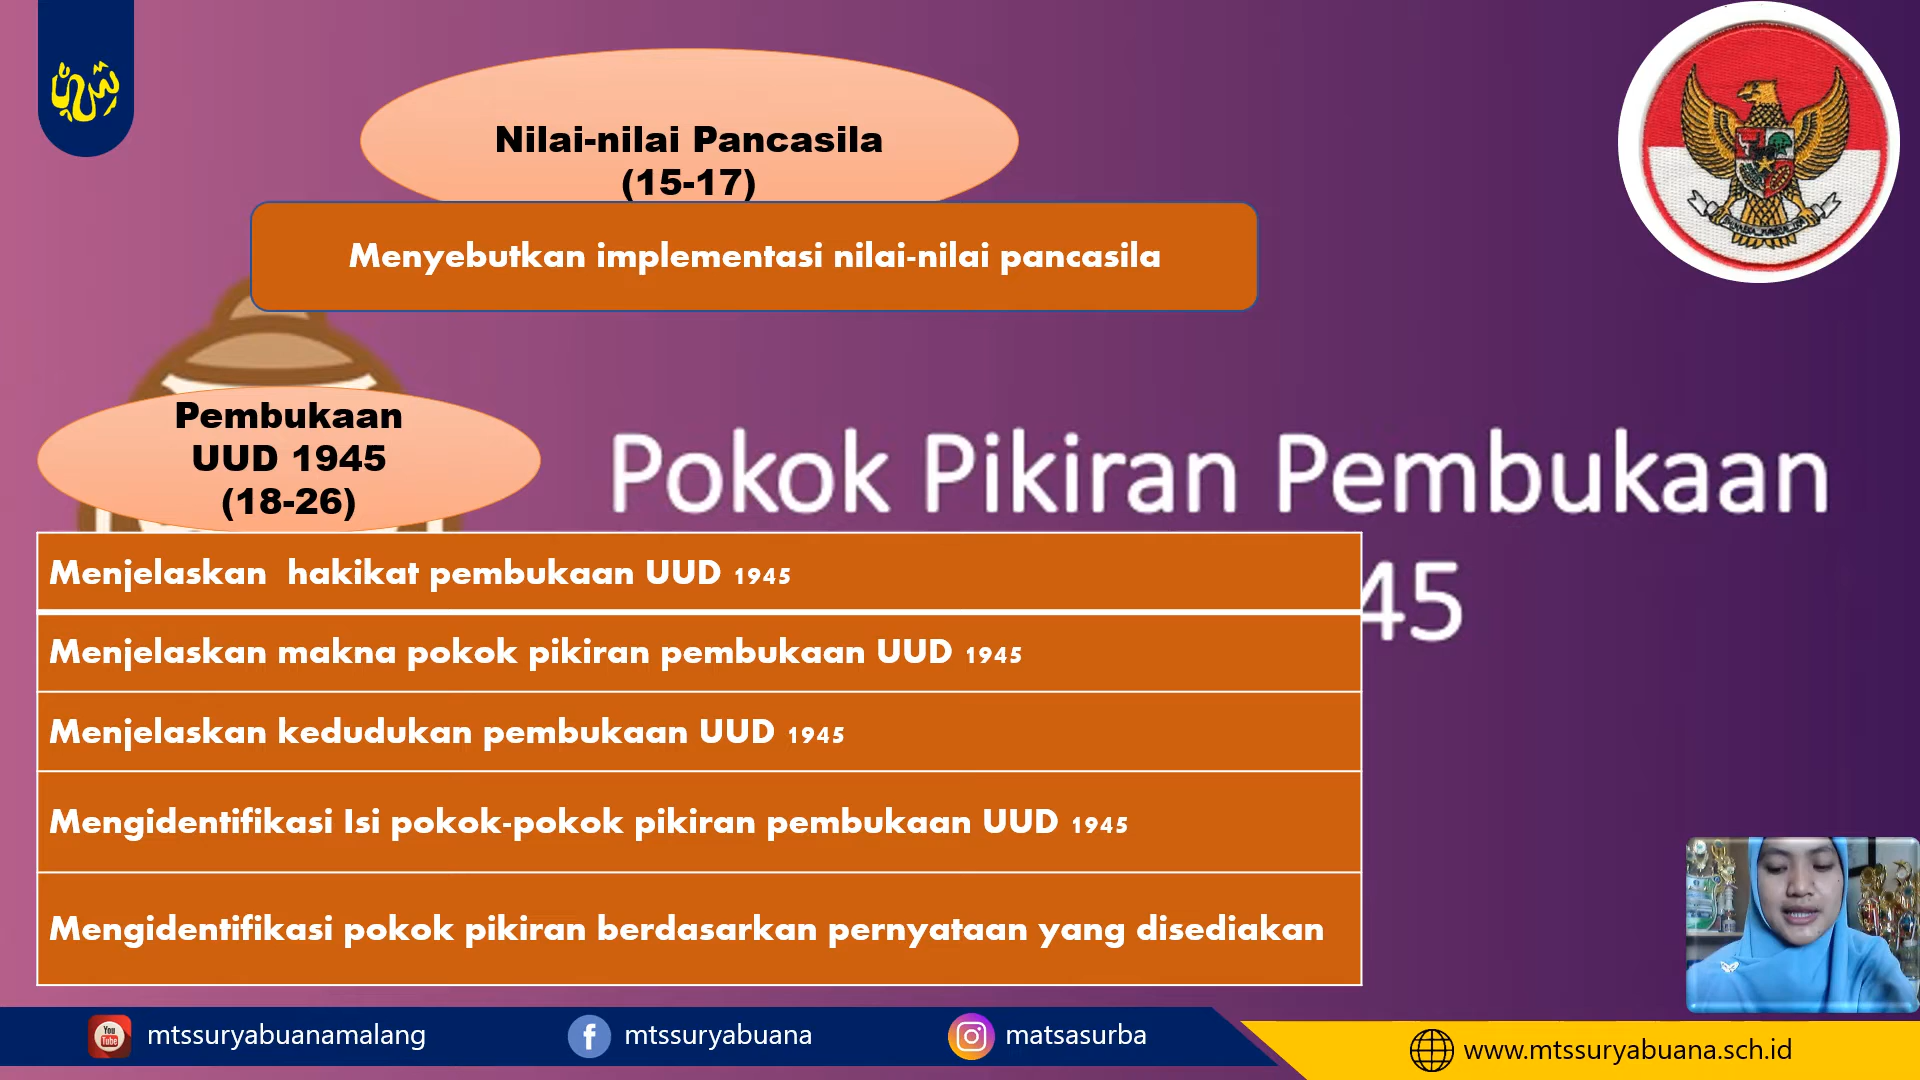 Nilai-nilai Pancasila
(15-17)
Menyebutkan implementasi nilai-nilai pancasila
Pembukaan
UUD 1945
(18-26)
Pokok Pikiran Pembukaan
45
Menjelaskan hakikat pembukaan UUD 1945
Menjelaskan makna pokok pikiran pembukaan UUD 1945
Menjelaskan kedudukan pembukaan UUD 1945
Mengidentifikasi Isi pokok-pokok pikiran pembukaan UUD 1945
Mengidentifikasi pokok pikiran berdasarkan pernyataan yang disediakan
You
Tube
mtssuryabuanamalang
mtssuryabuana
matsasurba
www.mtssuryabuana.sch.id